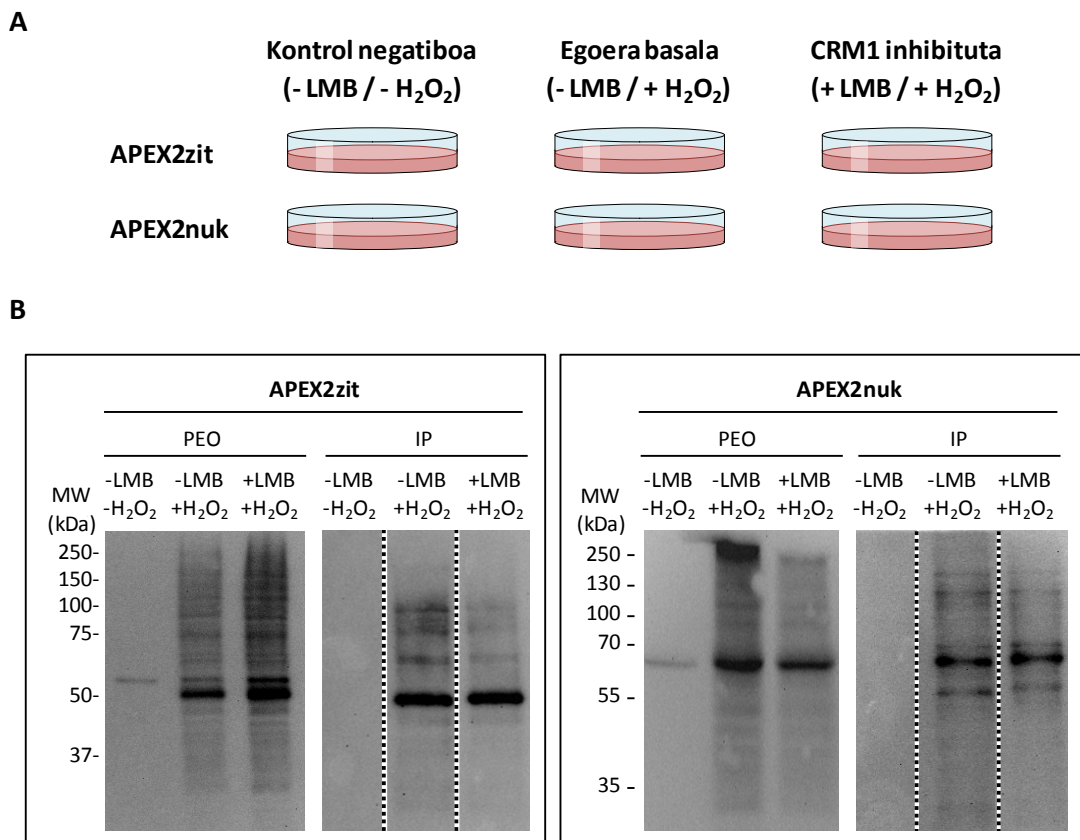 A
Kontrol negatiboa Egoera basala CRM1 inhibituta
(- LMB / - H₂O₂) (- LMB / + H₂O₂) (+ LMB / + H₂O₂)
APEX2zit
APEX2nuk
B
APEX2zit
PEO IP
-LMB -LMB +LMB -LMB -LMB +LMB
MW
-H₂O₂ +H₂O₂ +H₂O₂ -H₂O₂ +H₂O₂ +H₂O₂
(kDa)
250-
150-
100-
75-
50-
37-
APEX2nuk
PEO IP
-LMB -LMB +LMB -LMB -LMB +LMB
MW
-H₂O₂ +H₂O₂ +H₂O₂ -H₂O₂ +H₂O₂ +H₂O₂
(kDa)
250 -
130 -
100 -
70 -
55 -
35 -